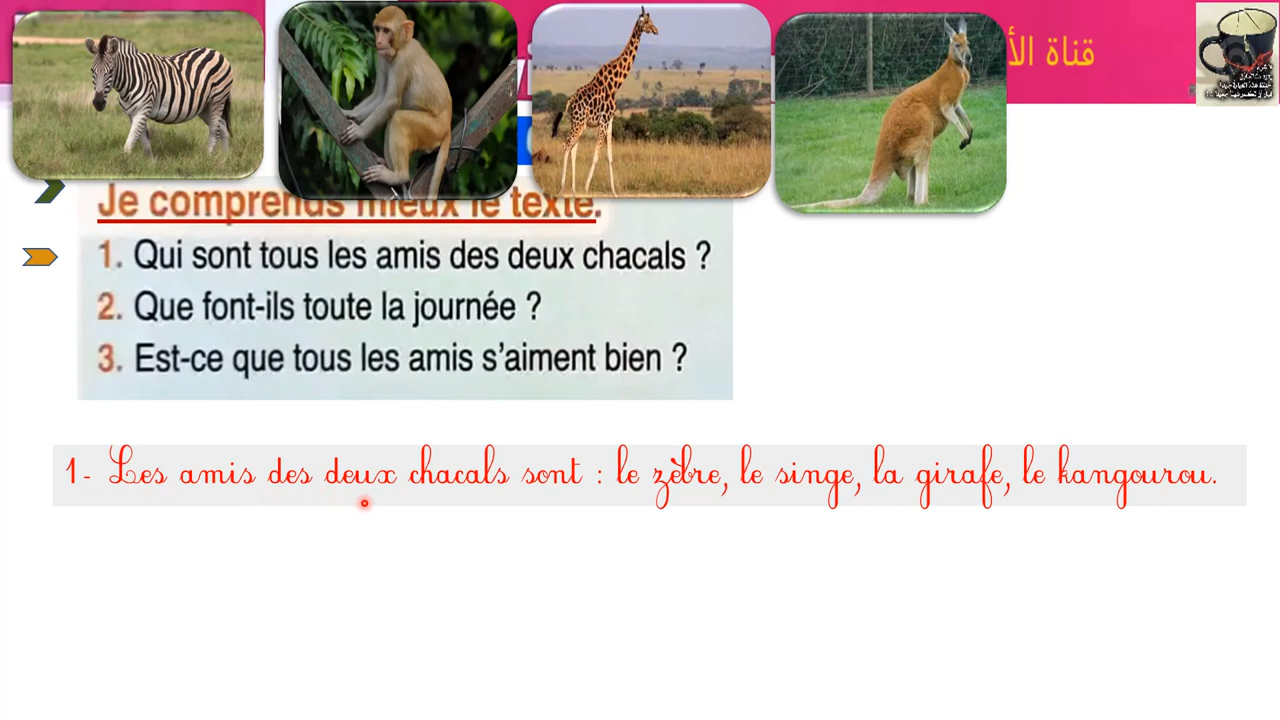 قناة الأ
Je comprends mieux le texte.
1. Qui sont tous les amis des deux chacals ?
2. Que font-ils toute la journée ?
3. Est-ce que tous les amis s'aiment bien ?
1- Les amis des deux chacals sont : le zèbre, le singe, la girafe, le kangourou.